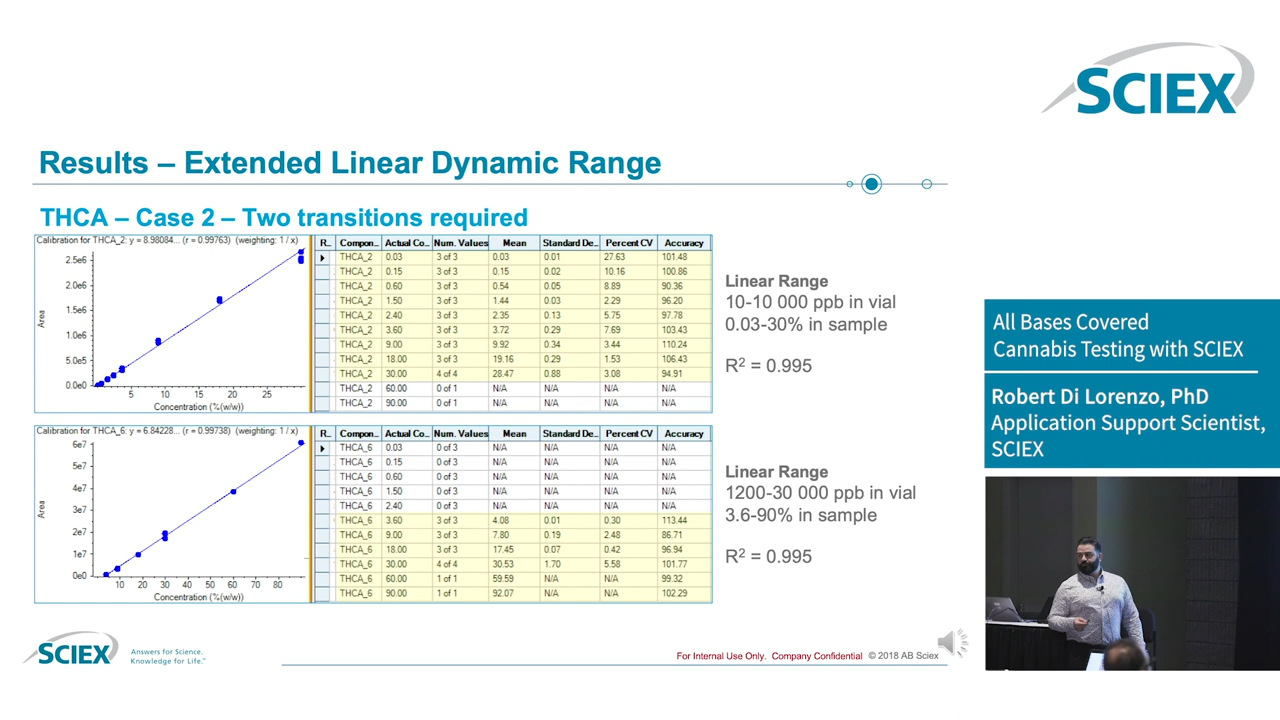 SCIEX
Results – Extended Linear Dynamic Range
THCA – Case 2 – Two transitions required
Calibration for THCA_2: y = 8.98084... (r = 0.99763) (weighting: 1 / x)
2.5e6
2.0e6
1.5e6
1.0e6
5.0e5
0.0e0
Area
5 10 15 20 25
Concentration (%(w/w))
R... Compon... Actual Co... Num. Values Mean Standard De... Percent CV Accuracy
THCA_2 0.03 3 of 3 0.03 0.01 27.63 101.48
THCA_2 0.15 3 of 3 0.15 0.02 10.16 100.86
THCA_2 0.60 3 of 3 0.54 0.05 8.89 90.36
THCA_2 1.50 3 of 3 1.44 0.03 2.29 96.20
THCA_2 2.40 3 of 3 2.35 0.13 5.75 97.78
THCA_2 3.60 3 of 3 3.72 0.29 7.69 103.43
THCA_2 9.00 3 of 3 9.92 0.34 3.44 110.24
THCA_2 18.00 3 of 3 19.16 0.29 1.53 106.43
THCA_2 30.00 4 of 4 28.47 0.88 3.08 94.91
THCA_2 60.00 0 of 1 N/A N/A N/A N/A
THCA_2 90.00 0 of 1 N/A N/A N/A N/A
Linear Range
10-10 000 ppb in vial
0.03-30% in sample
R² = 0.995
Calibration for THCA_6: y = 6.84228... (r = 0.99738) (weighting: 1 / x)
6e7
5e7
4e7
3e7
2e7
1e7
0e0
Area
10 20 30 40 50 60 70 80
Concentration (%(w/w))
R... Compon... Actual Co... Num. Values Mean Standard De... Percent CV Accuracy
THCA_6 0.03 0 of 3 N/A N/A N/A N/A
THCA_6 0.15 0 of 3 N/A N/A N/A N/A
THCA_6 0.60 0 of 3 N/A N/A N/A N/A
THCA_6 1.50 0 of 3 N/A N/A N/A N/A
THCA_6 2.40 0 of 3 N/A N/A N/A N/A
THCA_6 3.60 3 of 3 4.08 0.01 0.30 113.44
THCA_6 9.00 3 of 3 7.80 0.19 2.48 86.71
THCA_6 18.00 3 of 3 17.45 0.07 0.42 96.94
THCA_6 30.00 4 of 4 30.53 1.70 5.58 101.77
THCA_6 60.00 1 of 1 59.59 N/A N/A 99.32
THCA_6 90.00 1 of 1 92.07 N/A N/A 102.29
Linear Range
1200-30 000 ppb in vial
3.6-90% in sample
R² = 0.995
All Bases Covered
Cannabis Testing with SCIEX
Robert Di Lorenzo, PhD
Application Support Scientist,
SCIEX
SCIEX
Answers for Science.
Knowledge for Life.™
For Internal Use Only. Company Confidential © 2018 AB Sciex